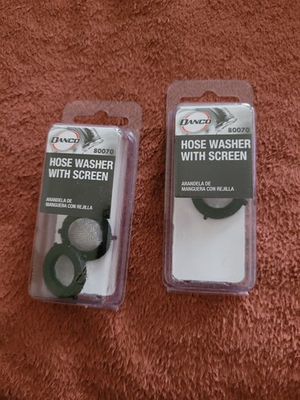 DANCO
80070
HOSE WASHER
WITH SCREEN
ARANDELA DE
MANGUERA CON REJILLA
DANCO
80070
HOSE WASHER
WITH SCREEN
ARANDELA DE
MANGUERA CON REJILLA